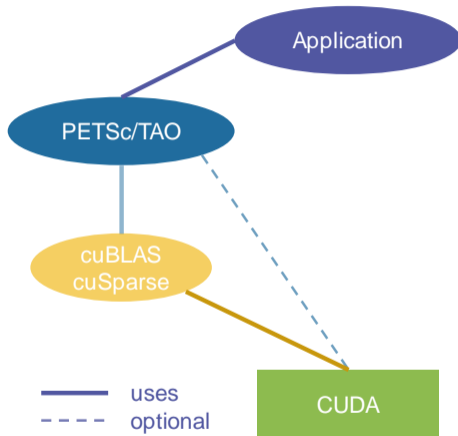 Application
PETSc/TAO
cuBLAS
cuSparse
CUDA
uses
optional